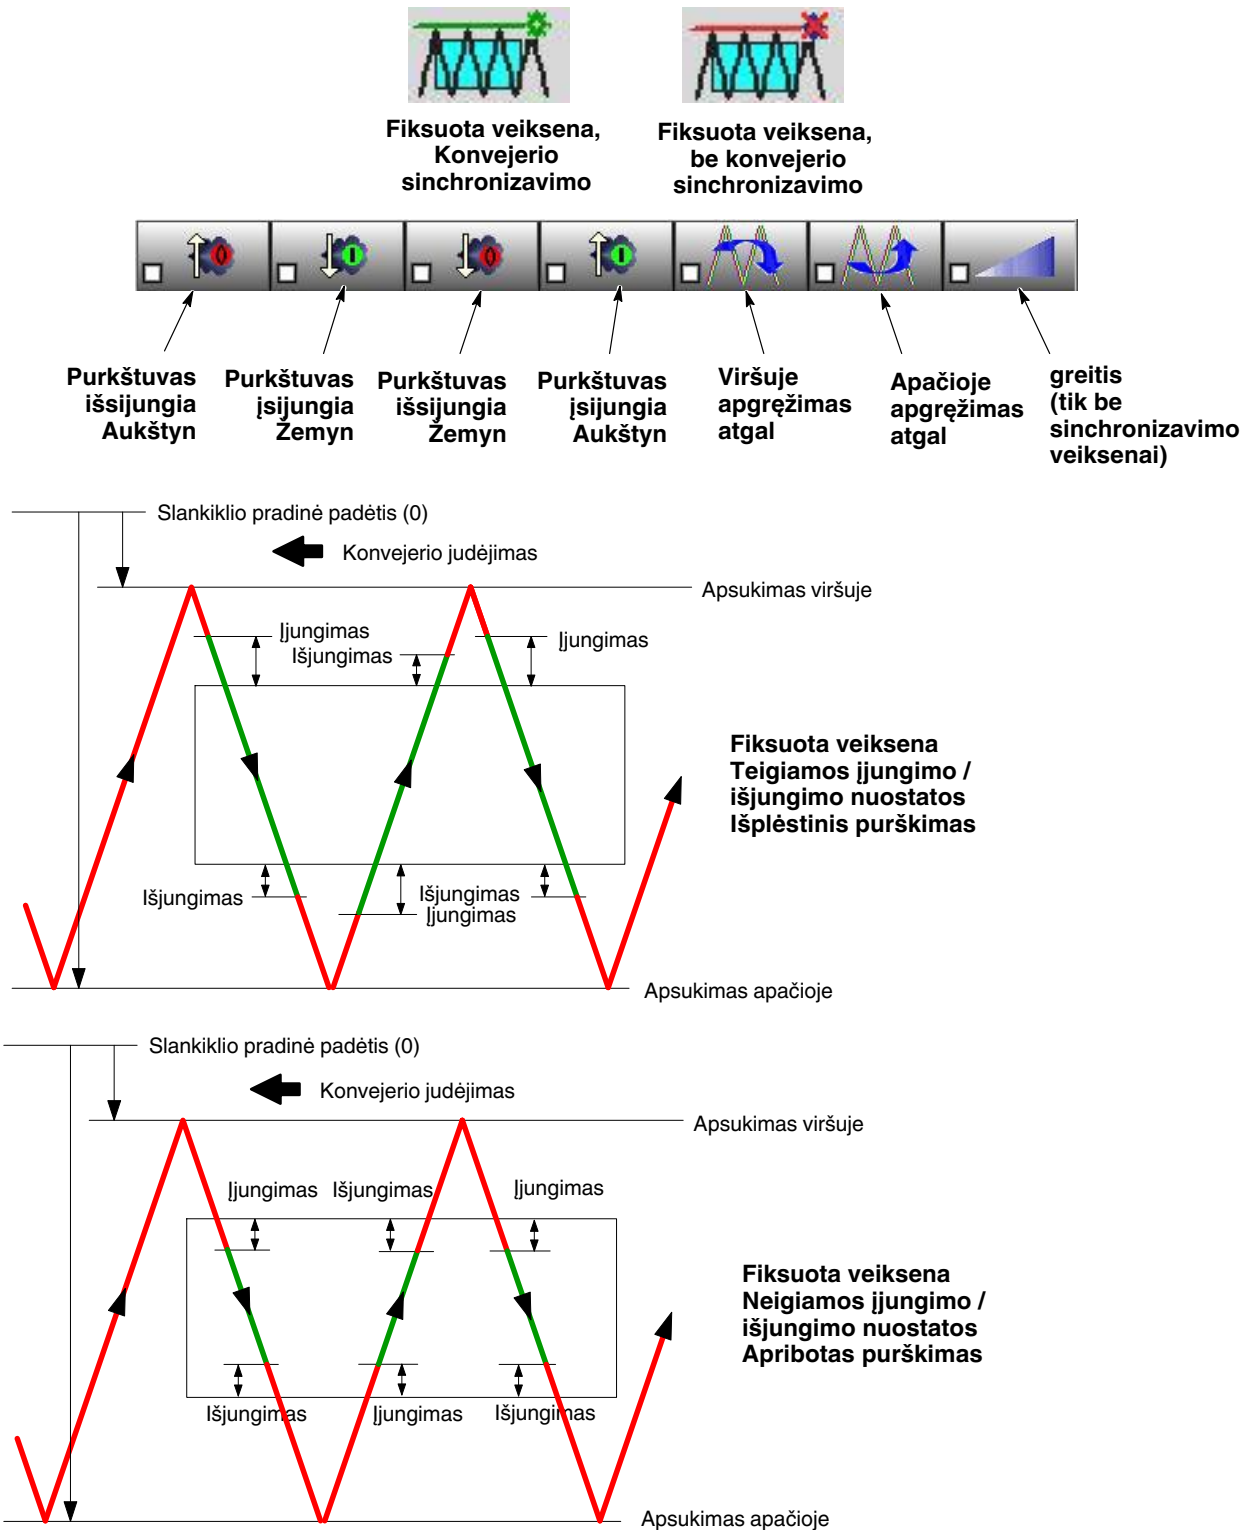 Fiksuota veiksena,
Konvejerio
sinchronizavimo
Fiksuota veiksena,
be konvejerio
sinchronizavimo
Purkštuvas
išsijungia
Aukštyn
Purkštuvas
įsijungia
Žemyn
Purkštuvas
išsijungia
Žemyn
Purkštuvas
įsijungia
Aukštyn
Viršuje
apgręžimas
atgal
Apačioje
apgręžimas
atgal
greitis
(tik be
sinchronizavimo
veiksenai)
Slankiklio pradinė padėtis (0)
Konvejerio judėjimas
Apsukimas viršuje
Įjungimas
Išjungimas
Įjungimas
Fiksuota veiksena
Teigiamos įjungimo /
išjungimo nuostatos
Išplėstinis purškimas
Išjungimas
Išjungimas
Įjungimas
Apsukimas apačioje
Slankiklio pradinė padėtis (0)
Konvejerio judėjimas
Apsukimas viršuje
Įjungimas
Išjungimas
Įjungimas
Fiksuota veiksena
Neigiamos įjungimo /
išjungimo nuostatos
Apribotas purškimas
Išjungimas
Įjungimas
Išjungimas
Apsukimas apačioje